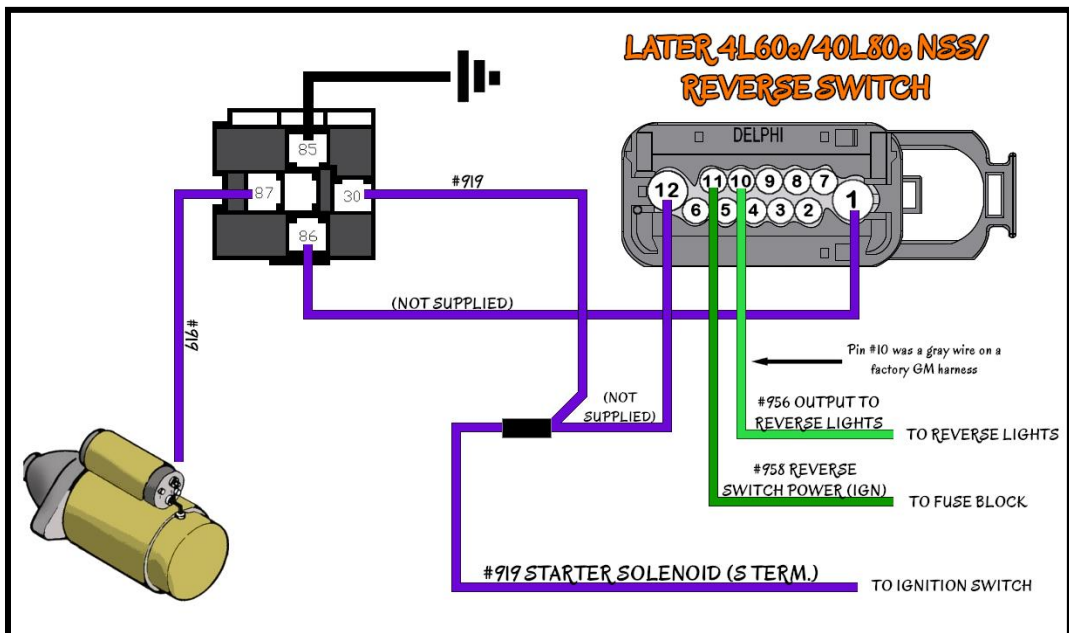 LATER 4L60e/40L80e NSS/
REVERSE SWITCH
DELPHI
85
87
30
86
#919
12
11
10
9
8
7
1
6
5
4
3
2
(NOT SUPPLIED)
#919
Pin #10 was a gray wire on a
factory GM harness
(NOT
SUPPLIED)
#956 OUTPUT TO
REVERSE LIGHTS
TO REVERSE LIGHTS
#958 REVERSE
SWITCH POWER (IGN)
TO FUSE BLOCK
#919 STARTER SOLENOID (S TERM.)
TO IGNITION SWITCH